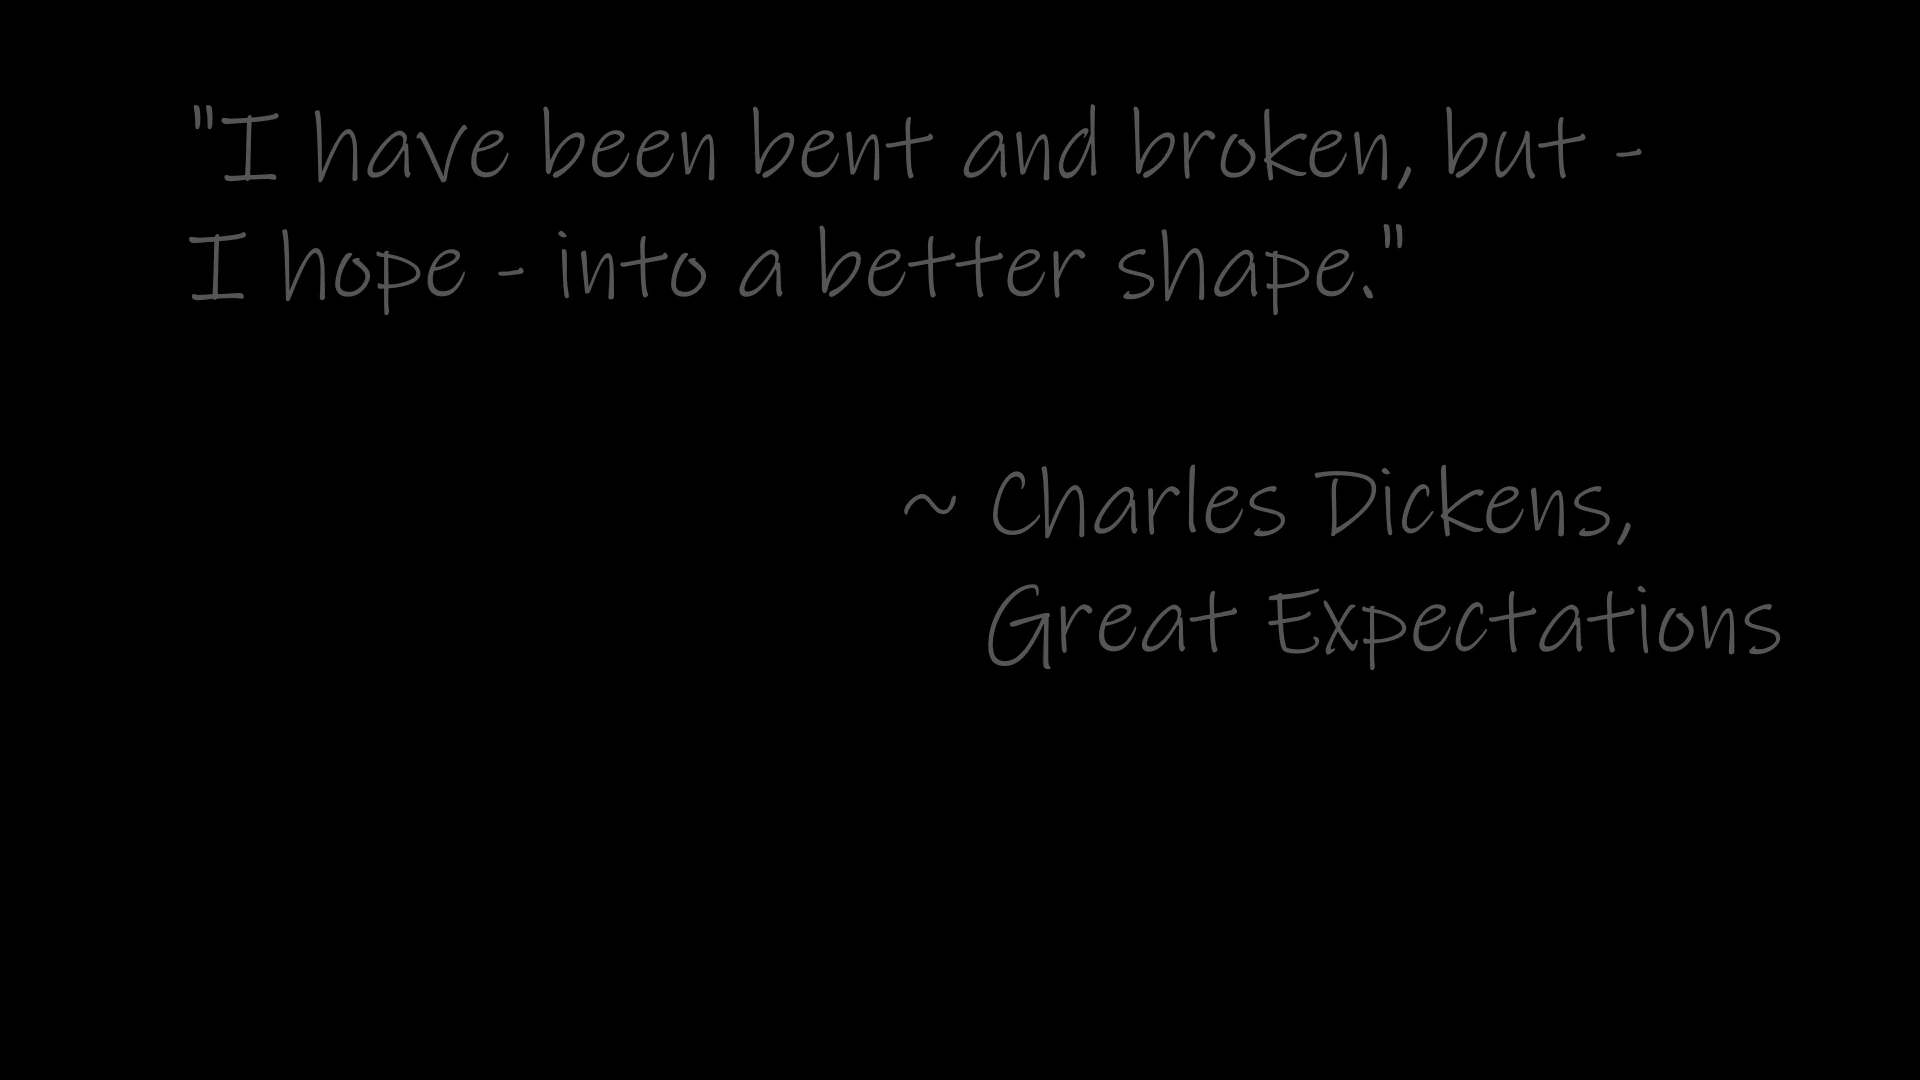 "I have been bent and broken, but -
I hope - into a better shape."
~ Charles Dickens,
Great Expectations